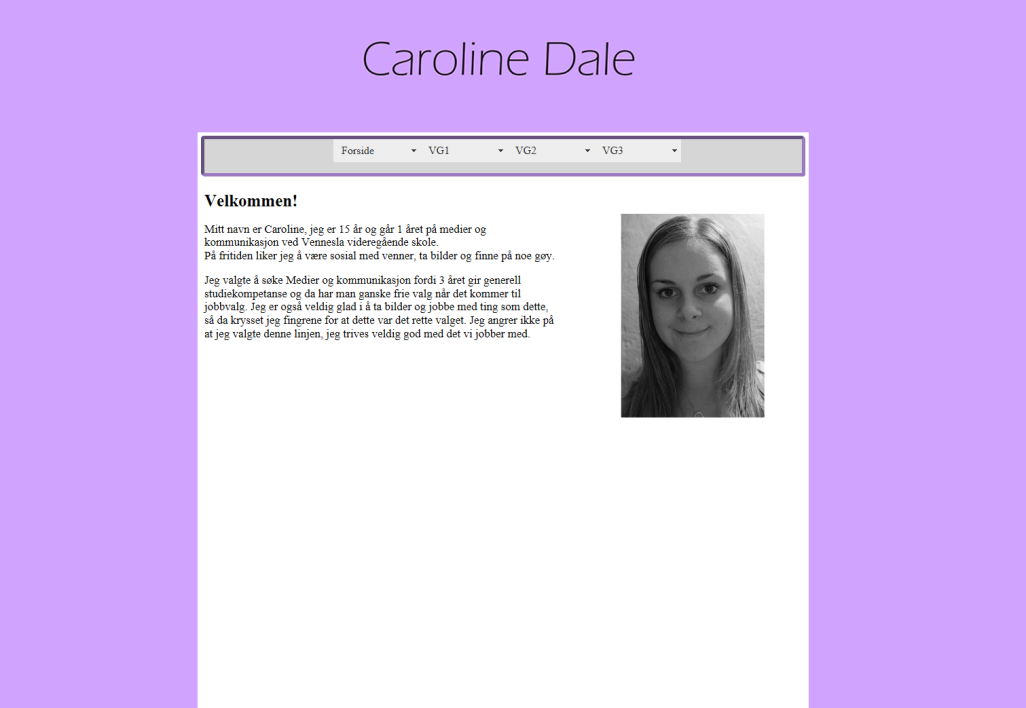 Caroline Dale
Forside VG1 VG2 VG3
Velkommen!
Mitt navn er Caroline, jeg er 15 år og går 1 året på medier og
kommunikasjon ved Vennesla videregående skole.
På fritiden liker jeg å være sosial med venner, ta bilder og finne på noe gøy.
Jeg valgte å søke Medier og kommunikasjon fordi 3 året gir generell
studiekompetanse og da har man ganske frie valg når det kommer til
jobbvalg. Jeg er også veldig glad i å ta bilder og jobbe med ting som dette,
så da krysset jeg fingrene for at dette var det rette valget. Jeg angrer ikke på
at jeg valgte denne linjen, jeg trives veldig god med det vi jobber med.